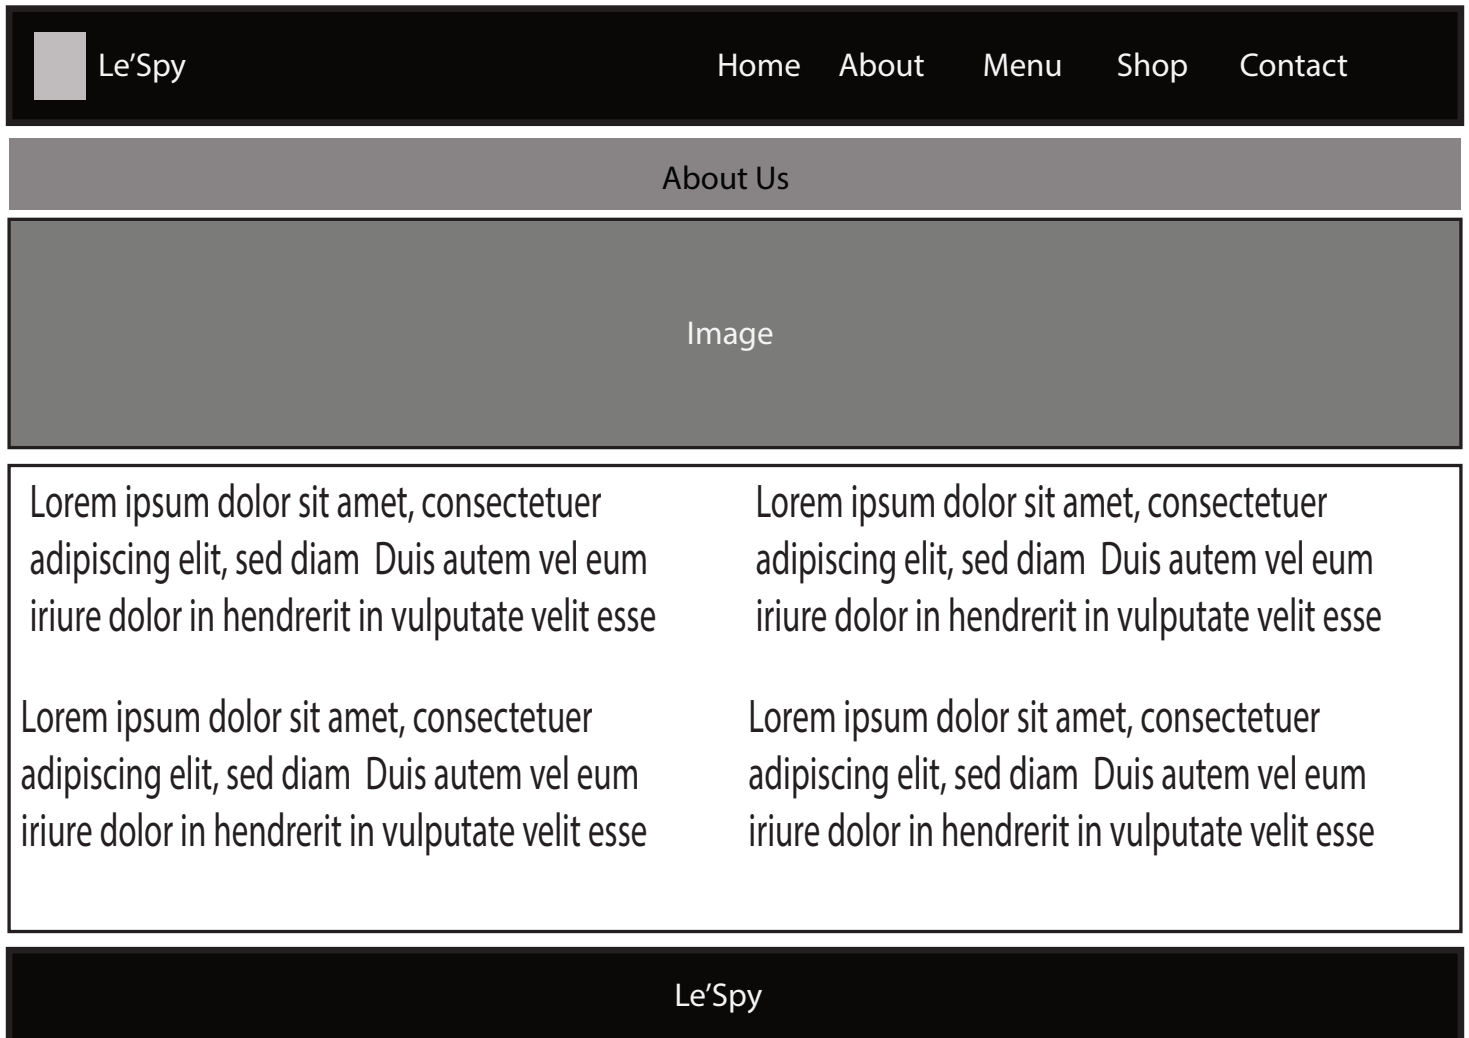 Le’Spy
Home About Menu Shop Contact
About Us
Image
Lorem ipsum dolor sit amet, consectetuer
adipiscing elit, sed diam  Duis autem vel eum
iriure dolor in hendrerit in vulputate velit esse
Lorem ipsum dolor sit amet, consectetuer
adipiscing elit, sed diam  Duis autem vel eum
iriure dolor in hendrerit in vulputate velit esse
Lorem ipsum dolor sit amet, consectetuer
adipiscing elit, sed diam  Duis autem vel eum
iriure dolor in hendrerit in vulputate velit esse
Lorem ipsum dolor sit amet, consectetuer
adipiscing elit, sed diam  Duis autem vel eum
iriure dolor in hendrerit in vulputate velit esse
Le’Spy